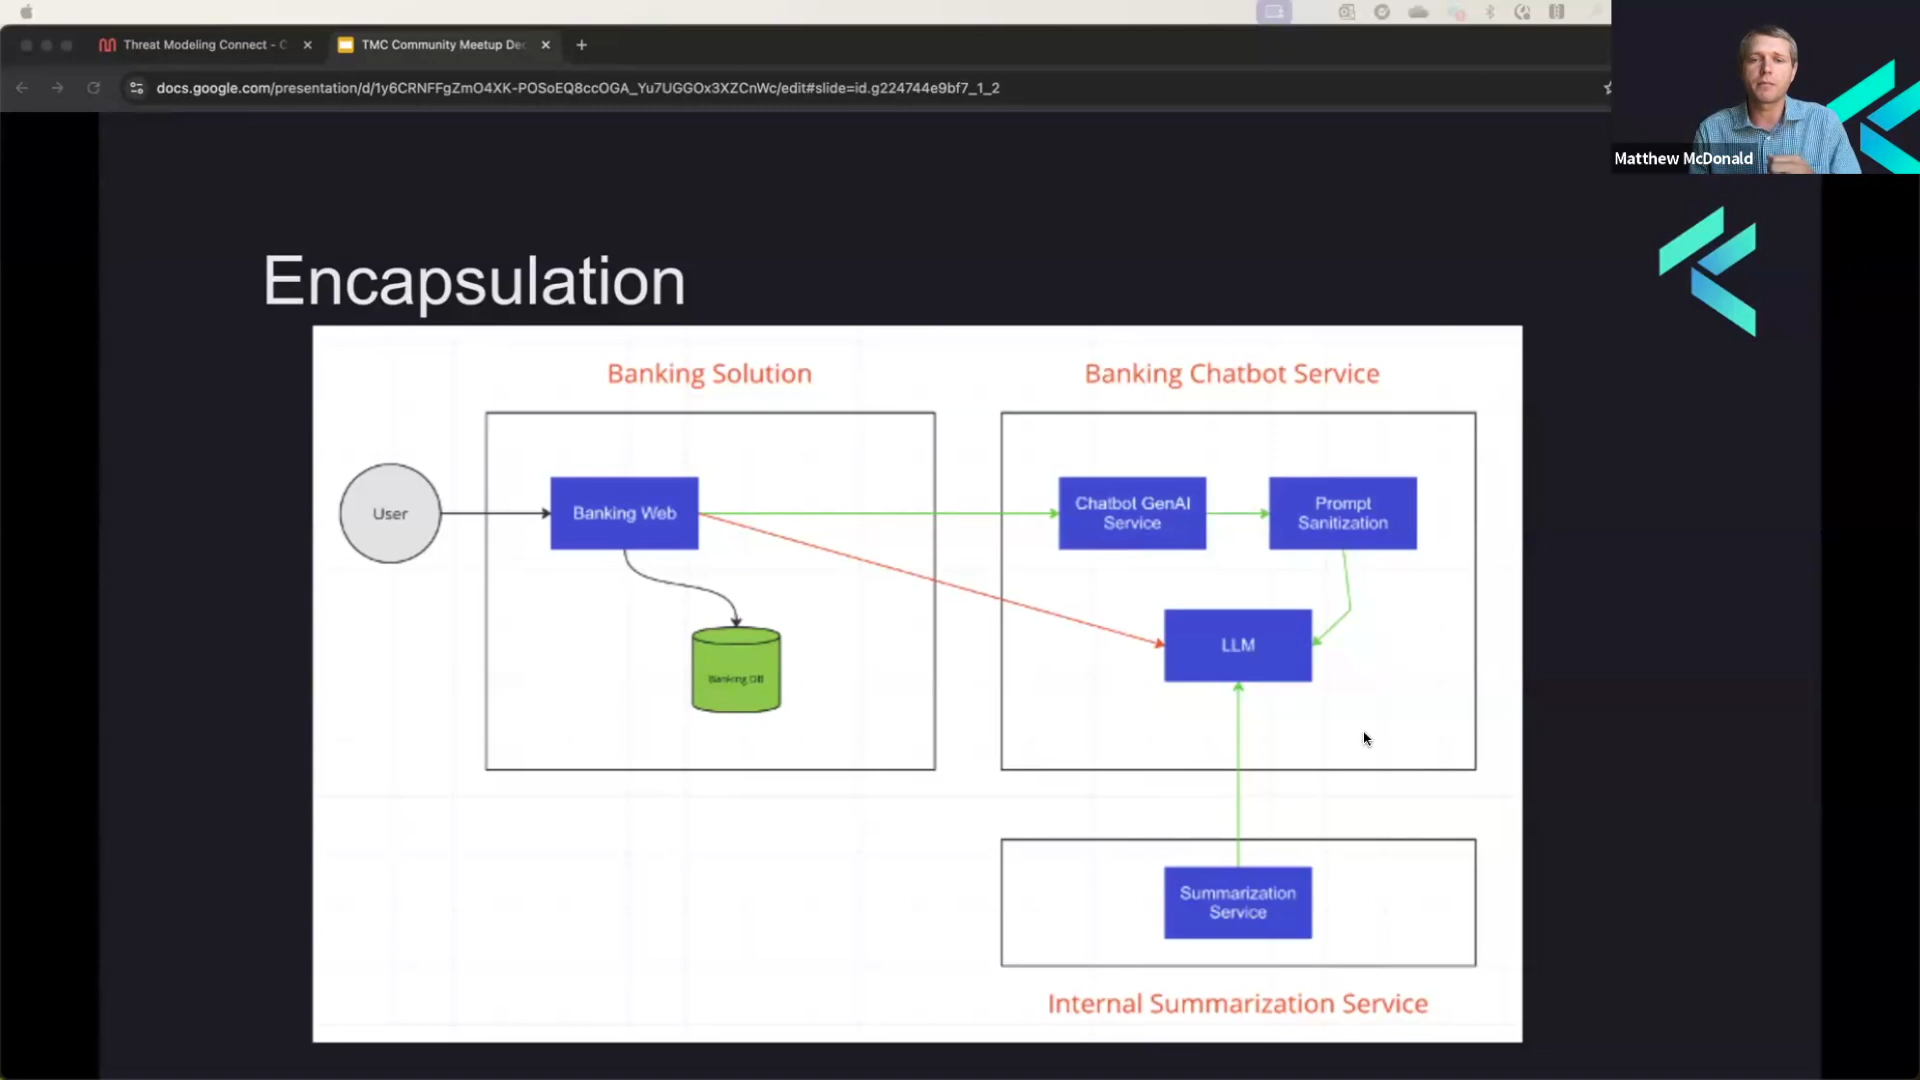 Threat Modeling Connect - C
TMC Community Meetup Dec
docs.google.com/presentation/d/1y6CRNFFgZmO4XK-POSoEQ8ccOGA_Yu7UGGOx3XZCnWc/edit#slide=id.g224744e9bf7_1_2
Matthew McDonald
Encapsulation
Banking Solution
Banking Chatbot Service
User
Banking Web
Chatbot GenAI
Service
Prompt
Sanitization
LLM
Banking DB
Summarization
Service
Internal Summarization Service